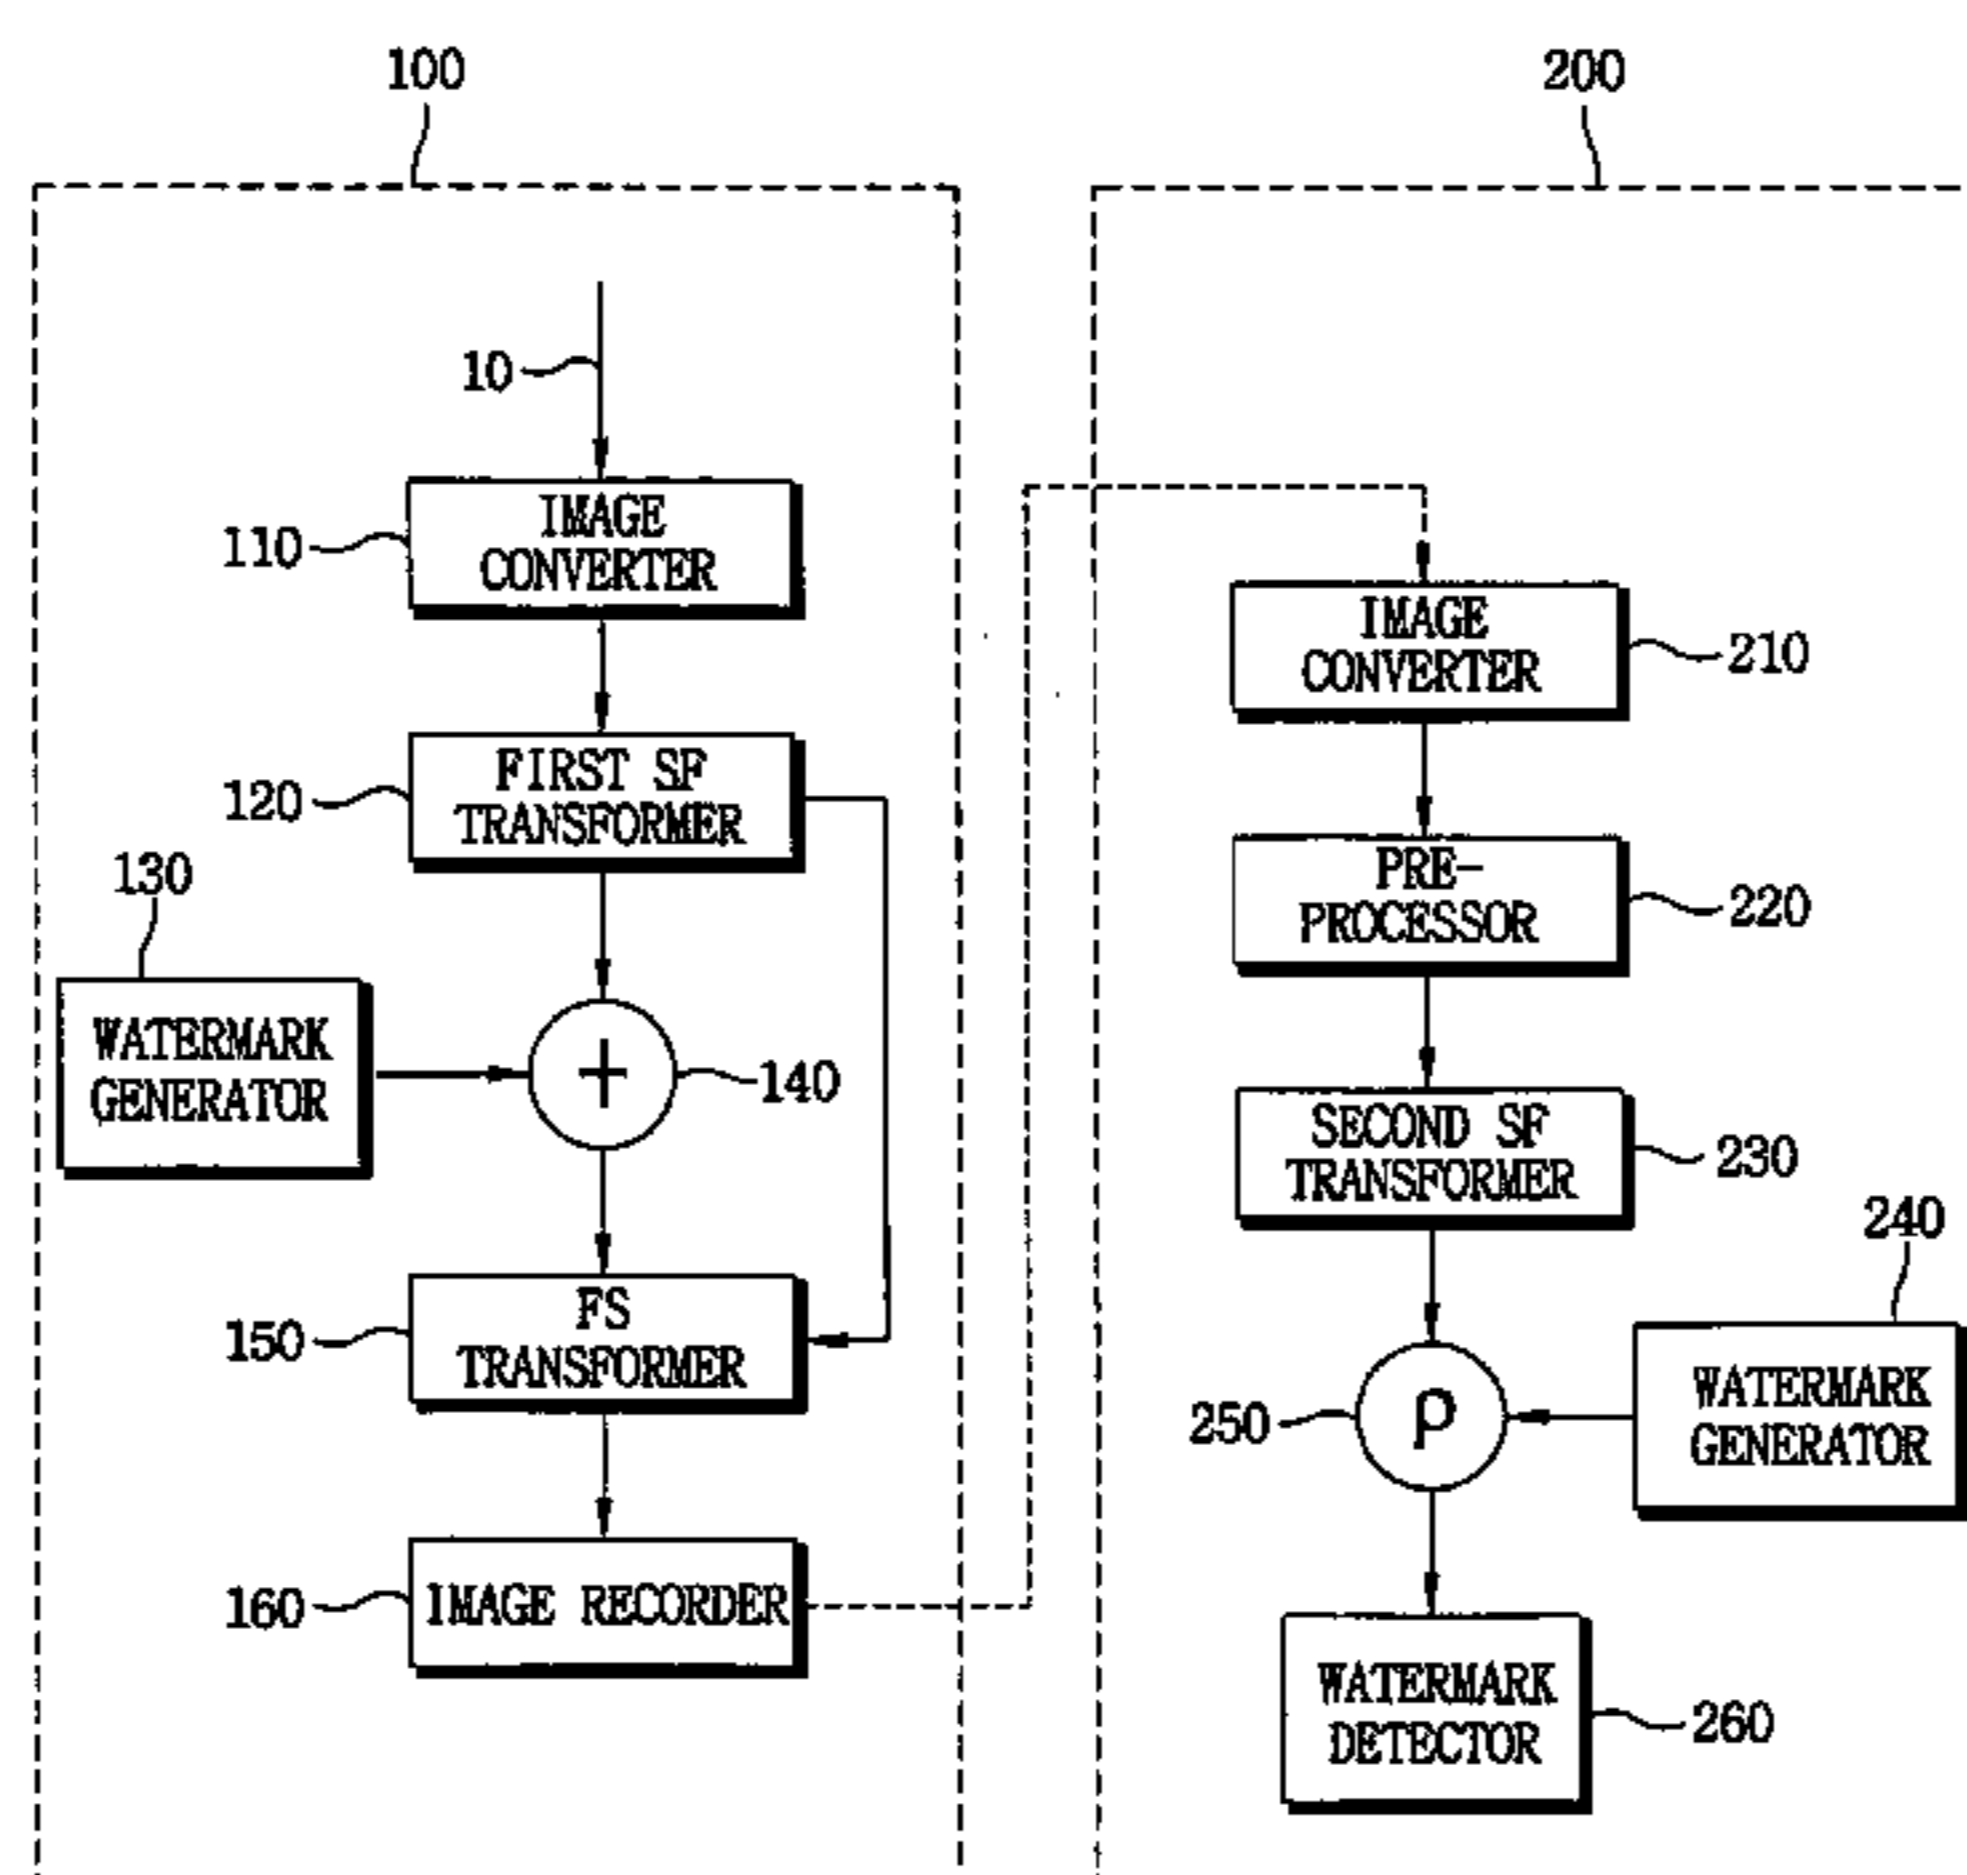 100
200
10
110
IMAGE
CONVERTER
120
FIRST SF
TRANSFORMER
130
WATERMARK
GENERATOR
+
140
150
FS
TRANSFORMER
160
IMAGE RECORDER
IMAGE
CONVERTER
210
PRE-
PROCESSOR
220
SECOND SF
TRANSFORMER
230
240
WATERMARK
GENERATOR
250
ρ
WATERMARK
DETECTOR
260